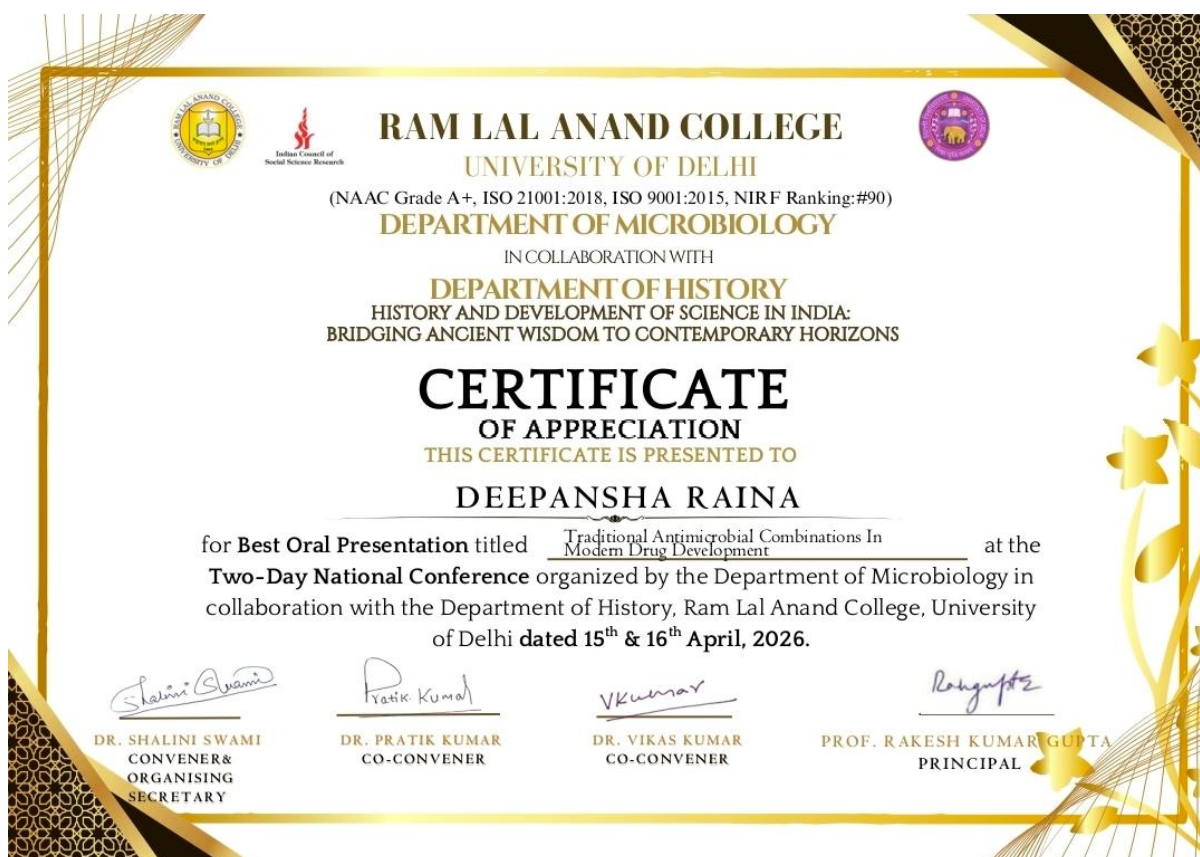 RAM LAL ANAND COLLEGE
UNIVERSITY OF DELHI
Indian Council of
Social Science Research
(NAAC Grade A+, ISO 21001:2018, ISO 9001:2015, NIRF Ranking:#90)
DEPARTMENT OF MICROBIOLOGY
IN COLLABORATION WITH
DEPARTMENT OF HISTORY
HISTORY AND DEVELOPMENT OF SCIENCE IN INDIA:
BRIDGING ANCIENT WISDOM TO CONTEMPORARY HORIZONS
CERTIFICATE
OF APPRECIATION
THIS CERTIFICATE IS PRESENTED TO
DEEPANSHA RAINA
for Best Oral Presentation titled Traditional Antimicrobial Combinations In
Modern Drug Development at the
Two-Day National Conference organized by the Department of Microbiology in
collaboration with the Department of History, Ram Lal Anand College, University
of Delhi dated 15th & 16th April, 2026.
Shalini Swami
Pratik Kumar
VKumar
DR. SHALINI SWAMI
CONVENER&
ORGANISING
SECRETARY
DR. PRATIK KUMAR
CO-CONVENER
DR. VIKAS KUMAR
CO-CONVENER
PROF. RAKESH KUMAR GUPTA
PRINCIPAL